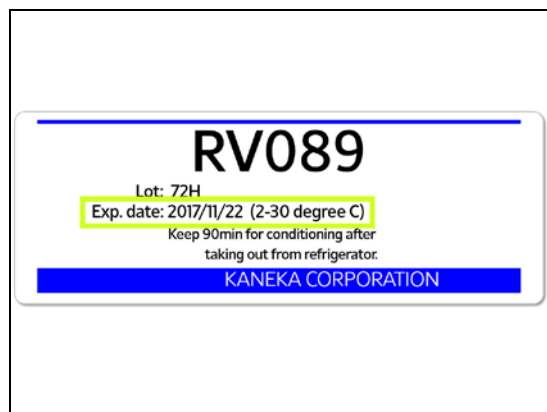 RV089
Lot: 72H
Exp. date: 2017/11/22 (2-30 degree C)
Keep 90min for conditioning after
taking out from refrigerator.
KANEKA CORPORATION